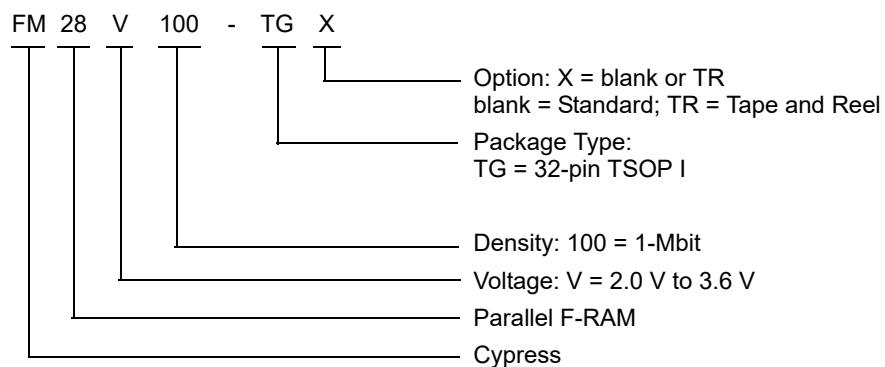 FM 28 V 100 - TG X
Option: X = blank or TR
blank = Standard; TR = Tape and Reel
Package Type:
TG = 32-pin TSOP I
Density: 100 = 1-Mbit
Voltage: V = 2.0 V to 3.6 V
Parallel F-RAM
Cypress